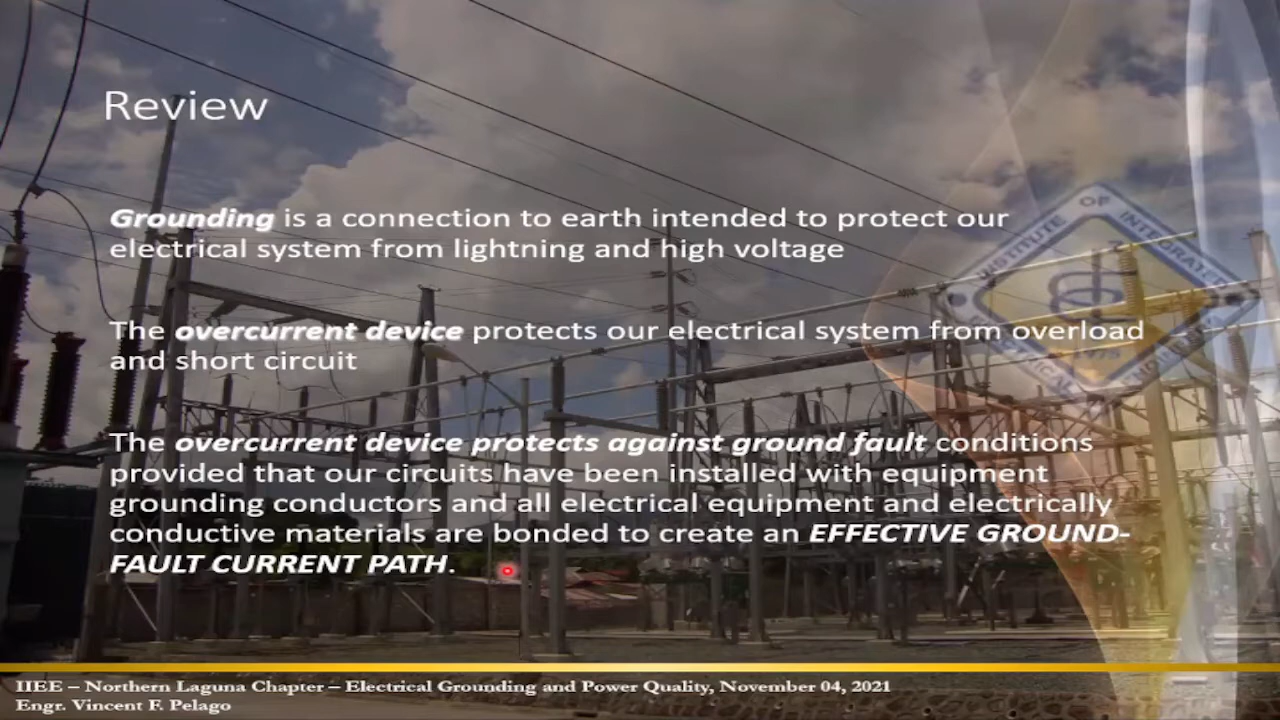 Review
Grounding is a connection to earth intended to protect our
electrical system from lightning and high voltage
The overcurrent device protects our electrical system from overload
and short circuit
The overcurrent device protects against ground fault conditions
provided that our circuits have been installed with equipment
grounding conductors and all electrical equipment and electrically
conductive materials are bonded to create an EFFECTIVE GROUND-
FAULT CURRENT PATH.
INSTITUTE OF INTEGRATED
1975
IIEE – Northern Laguna Chapter – Electrical Grounding and Power Quality, November 04, 2021
Engr. Vincent F. Pelago